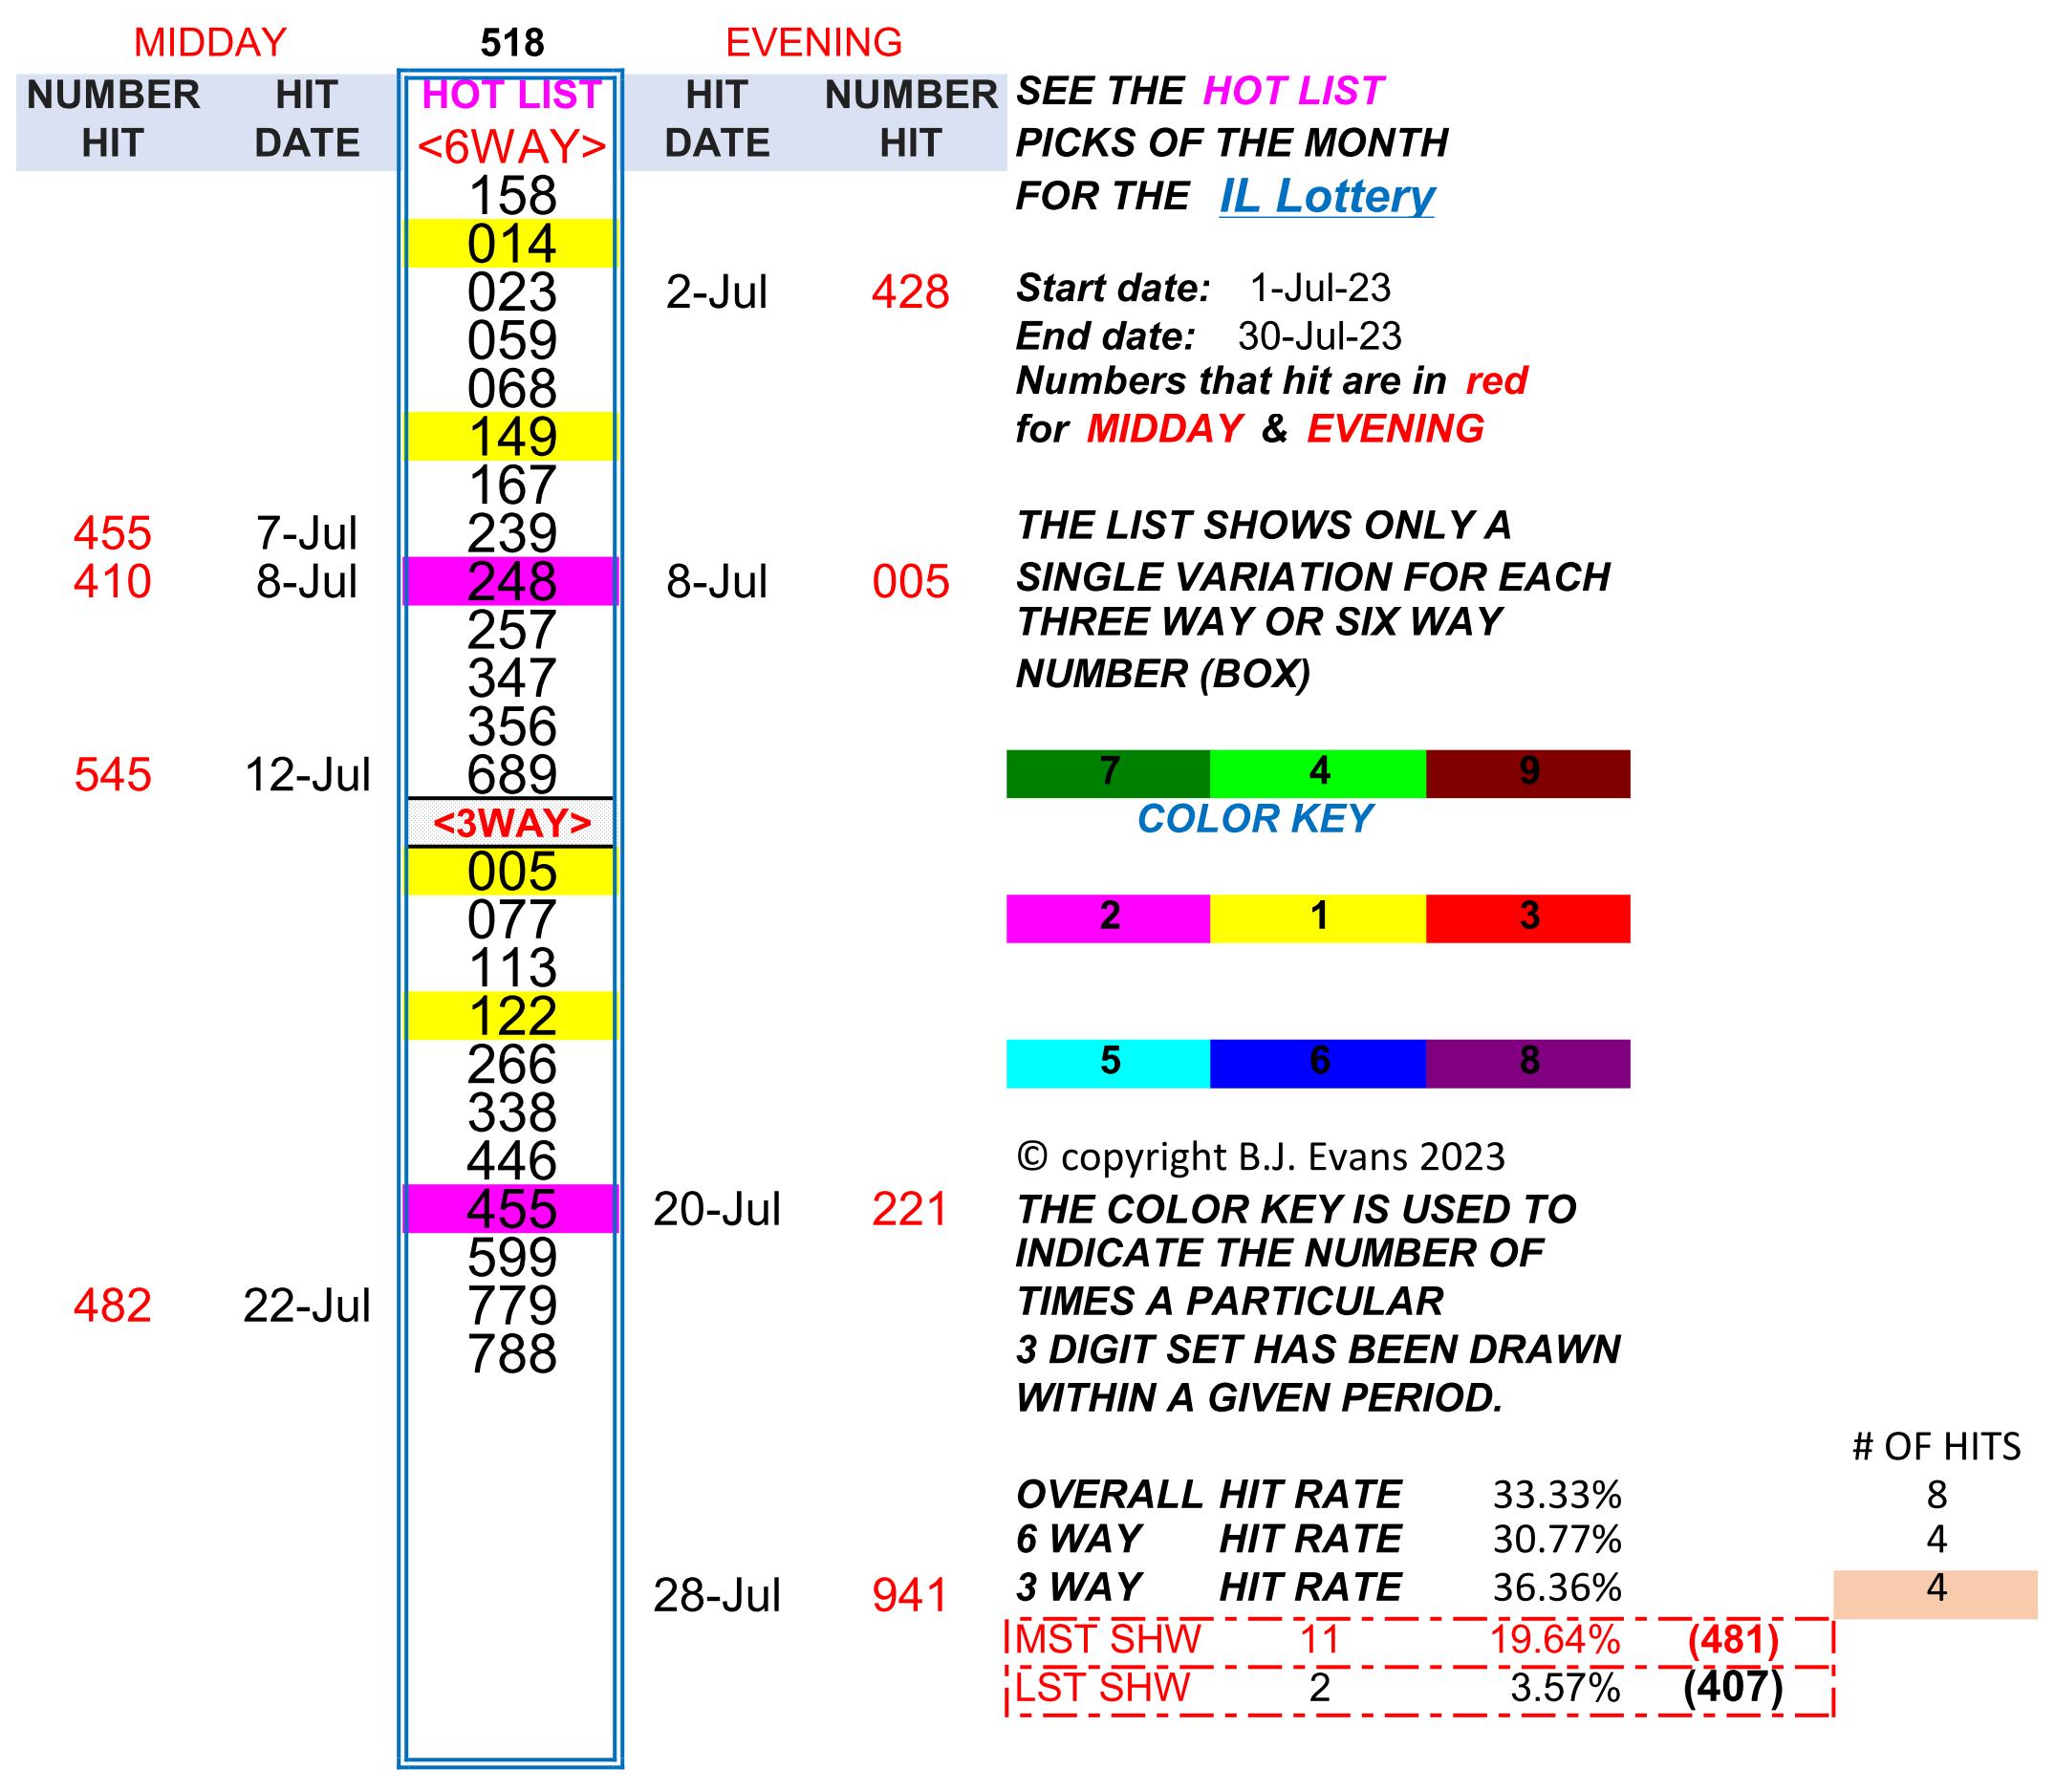 MIDDAY 518 EVENING
NUMBER HIT HOT LIST HIT NUMBER SEE THE HOT LIST
HIT DATE <6WAY> DATE HIT PICKS OF THE MONTH
158 FOR THE IL Lottery
014
023 2-Jul 428 Start date: 1-Jul-23
059 End date: 30-Jul-23
068 Numbers that hit are in red
149 for MIDDAY & EVENING
167
455 7-Jul 239 THE LIST SHOWS ONLY A
410 8-Jul 248 8-Jul 005 SINGLE VARIATION FOR EACH
257 THREE WAY OR SIX WAY
347 NUMBER (BOX)
356
545 12-Jul 689 7 4 9
<3WAY> COLOR KEY
005
077 2 1 3
113
122
266 5 6 8
338
446 © copyright B.J. Evans 2023
455 20-Jul 221 THE COLOR KEY IS USED TO
599 INDICATE THE NUMBER OF
482 22-Jul 779 TIMES A PARTICULAR
788 3 DIGIT SET HAS BEEN DRAWN
WITHIN A GIVEN PERIOD.
# OF HITS
OVERALL HIT RATE 33.33% 8
6 WAY HIT RATE 30.77% 4
28-Jul 941 3 WAY HIT RATE 36.36% 4
MST SHW 11 19.64% (481)
LST SHW 2 3.57% (407)